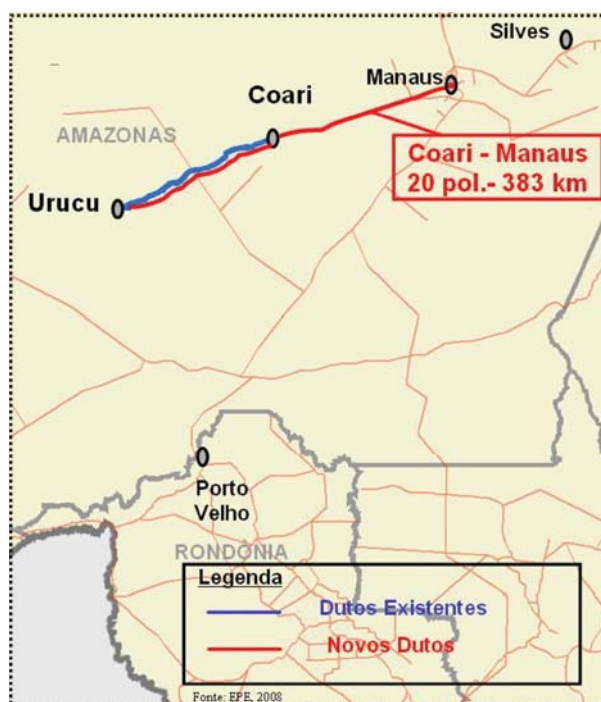 Silves
Manaus
Coari
AMAZONAS
Coari - Manaus
20 pol.- 383 km
Urucu
Porto
Velho
RONDÔNIA
Legenda
Dutos Existentes
Novos Dutos
Fonte: EPE, 2008